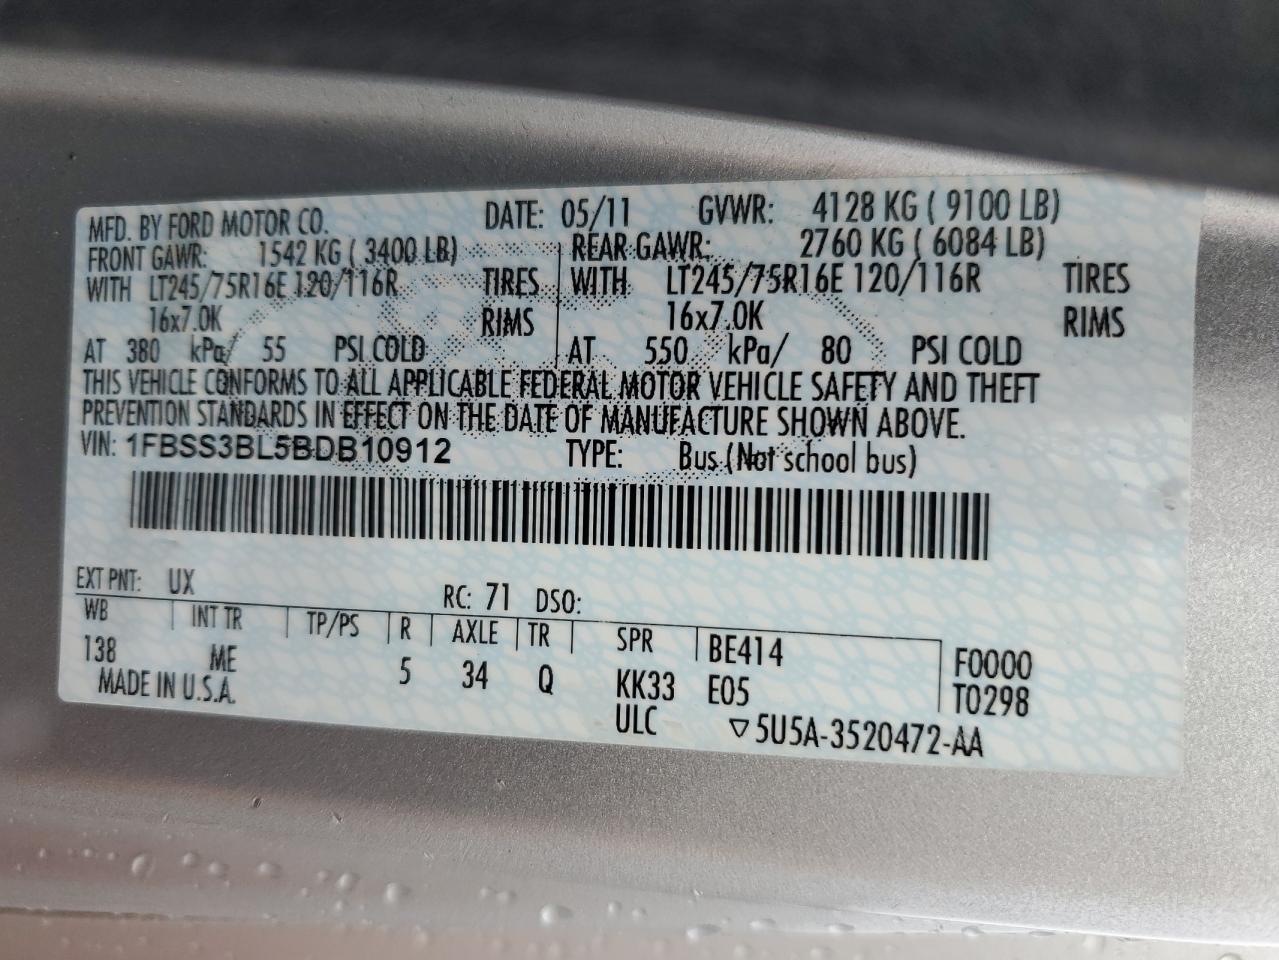 MFD. BY FORD MOTOR CO. DATE: 05/11 GVWR: 4128 KG ( 9100 LB)
FRONT GAWR: 1542 KG ( 3400 LB) REAR GAWR: 2760 KG ( 6084 LB)
WITH LT245/75R16E 120/116R TIRES WITH LT245/75R16E 120/116R TIRES
16x7.0K RIMS 16x7.0K RIMS
AT 380 kPa/ 55 PSI COLD AT 550 kPa/ 80 PSI COLD
THIS VEHICLE CONFORMS TO ALL APPLICABLE FEDERAL MOTOR VEHICLE SAFETY AND THEFT
PREVENTION STANDARDS IN EFFECT ON THE DATE OF MANUFACTURE SHOWN ABOVE.
VIN: 1FBSS3BL5BDB10912 TYPE: Bus (Not school bus)
EXT PNT: UX RC: 71 DSO:
WB INT TR TP/PS R AXLE TR SPR BE414 F0000
138 ME 5 34 Q KK33 E05 T0298
MADE IN U.S.A. ULC ▽5U5A-3520472-AA